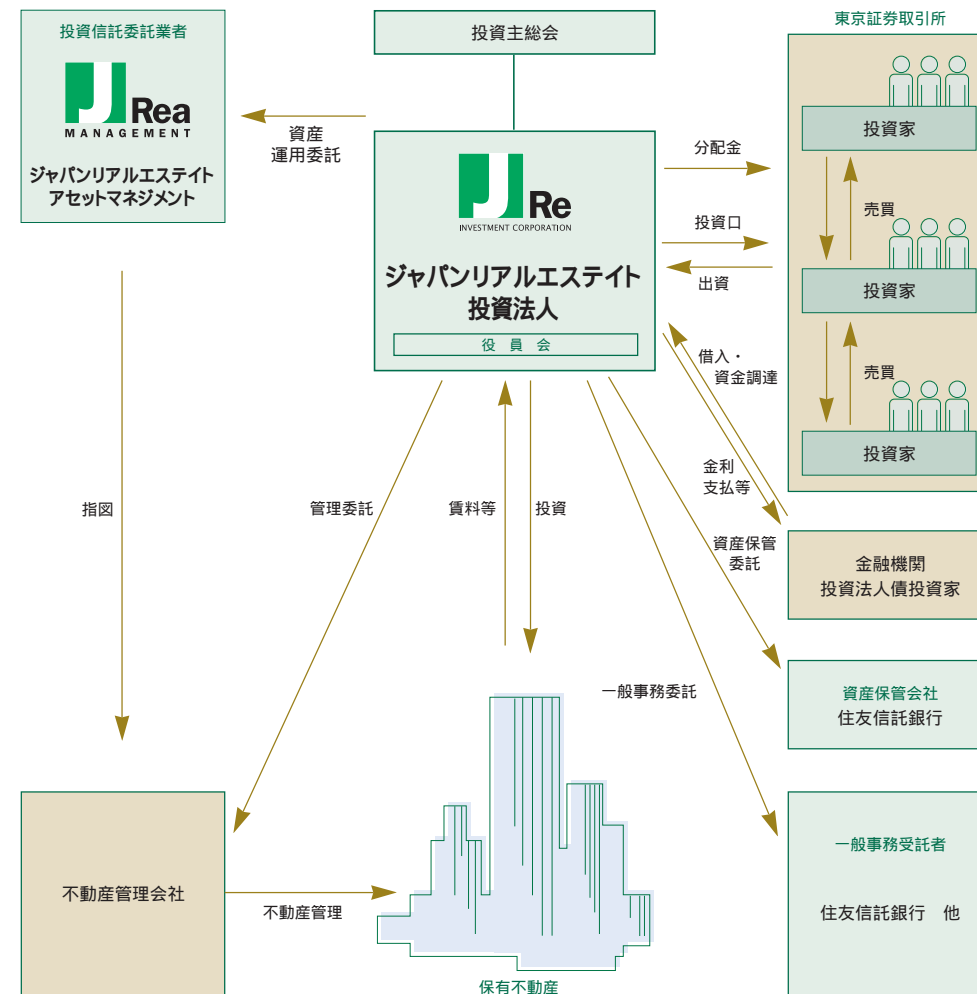 投資信託委託業者
J Rea
MANAGEMENT
ジャパンリアルエステイト
アセットマネジメント
投資主総会
東京証券取引所
資産
運用委託
J Re
INVESTMENT CORPORATION
ジャパンリアルエステイト
投資法人
役 員 会
分配金
投資口
出資
投資家
売買
投資家
売買
投資家
借入・
資金調達
金利
支払等
指図
管理委託
賃料等
投資
資産保管
委託
金融機関
投資法人債投資家
一般事務委託
資産保管会社
住友信託銀行
不動産管理会社
不動産管理
保有不動産
一般事務受託者
住友信託銀行 他